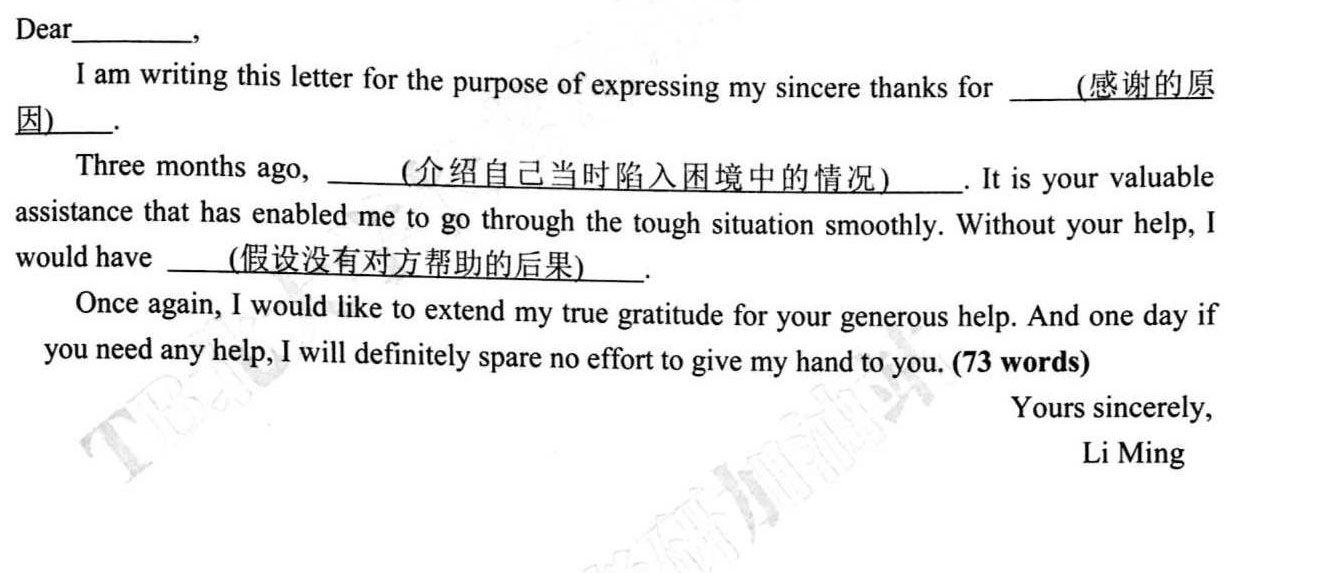 Dear________,
I am writing this letter for the purpose of expressing my sincere thanks for _____(感谢的原
因)____.
Three months ago, _____(介绍自己当时陷入困境中的情况)_____. It is your valuable
assistance that has enabled me to go through the tough situation smoothly. Without your help, I
would have ____(假设没有对方帮助的后果)____.
Once again, I would like to extend my true gratitude for your generous help. And one day if
you need any help, I will definitely spare no effort to give my hand to you. (73 words)
Yours sincerely,
Li Ming